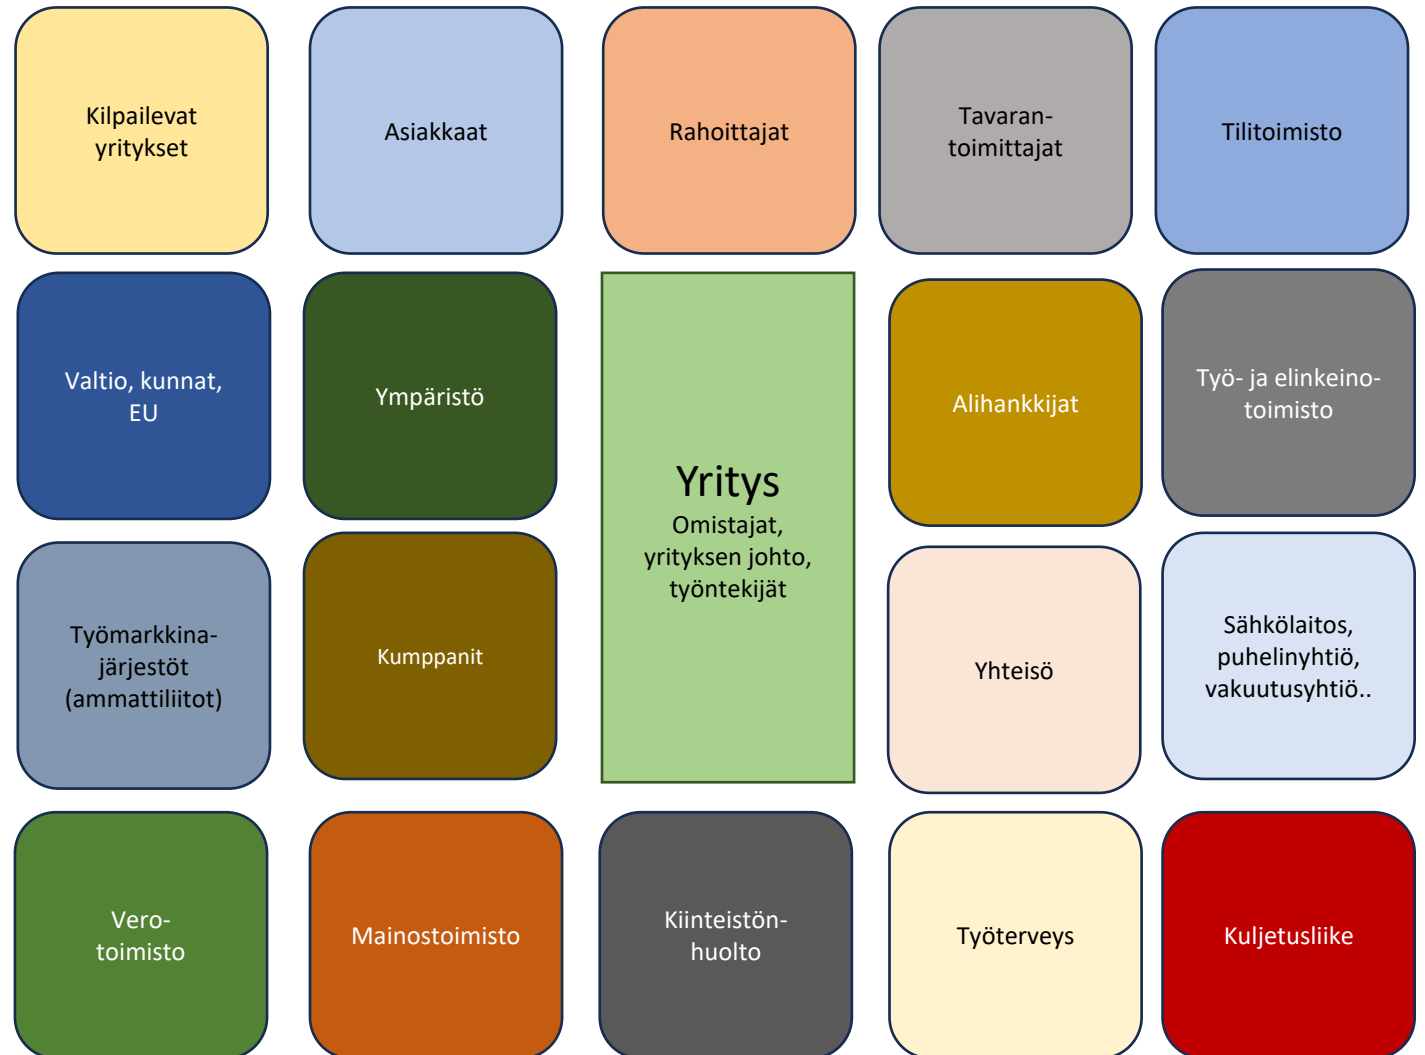 Kilpailevat
yritykset
Asiakkaat
Rahoittajat
Tavaran-
toimittajat
Tilitoimisto
Valtio, kunnat,
EU
Ympäristö
Yritys
Omistajat,
yrityksen johto,
työntekijät
Alihankkijat
Työ- ja elinkeino-
toimisto
Työmarkkina-
järjestöt
(ammattiliitot)
Kumppanit
Yhteisö
Sähkölaitos,
puhelinyhtiö,
vakuutusyhtiö..
Vero-
toimisto
Mainostoimisto
Kiinteistön-
huolto
Työterveys
Kuljetusliike